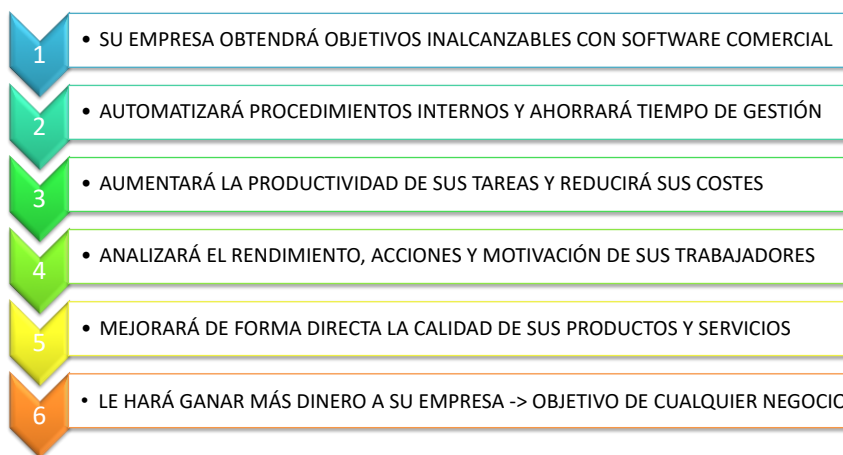 1 • SU EMPRESA OBTENDRÁ OBJETIVOS INALCANZABLES CON SOFTWARE COMERCIAL
2 • AUTOMATIZARÁ PROCEDIMIENTOS INTERNOS Y AHORRARÁ TIEMPO DE GESTIÓN
3 • AUMENTARÁ LA PRODUCTIVIDAD DE SUS TAREAS Y REDUCIRÁ SUS COSTES
4 • ANALIZARÁ EL RENDIMIENTO, ACCIONES Y MOTIVACIÓN DE SUS TRABAJADORES
5 • MEJORARÁ DE FORMA DIRECTA LA CALIDAD DE SUS PRODUCTOS Y SERVICIOS
6 • LE HARÁ GANAR MÁS DINERO A SU EMPRESA -> OBJETIVO DE CUALQUIER NEGOCIO